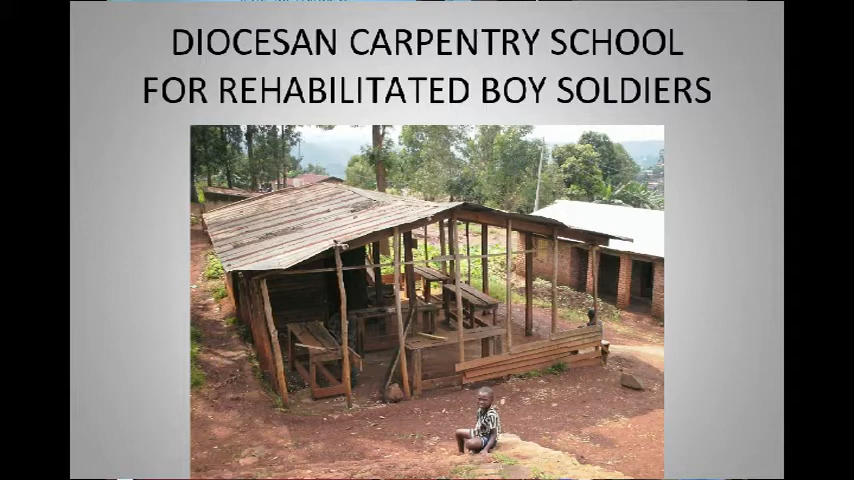 DIOCESAN CARPENTRY SCHOOL
FOR REHABILITATED BOY SOLDIERS